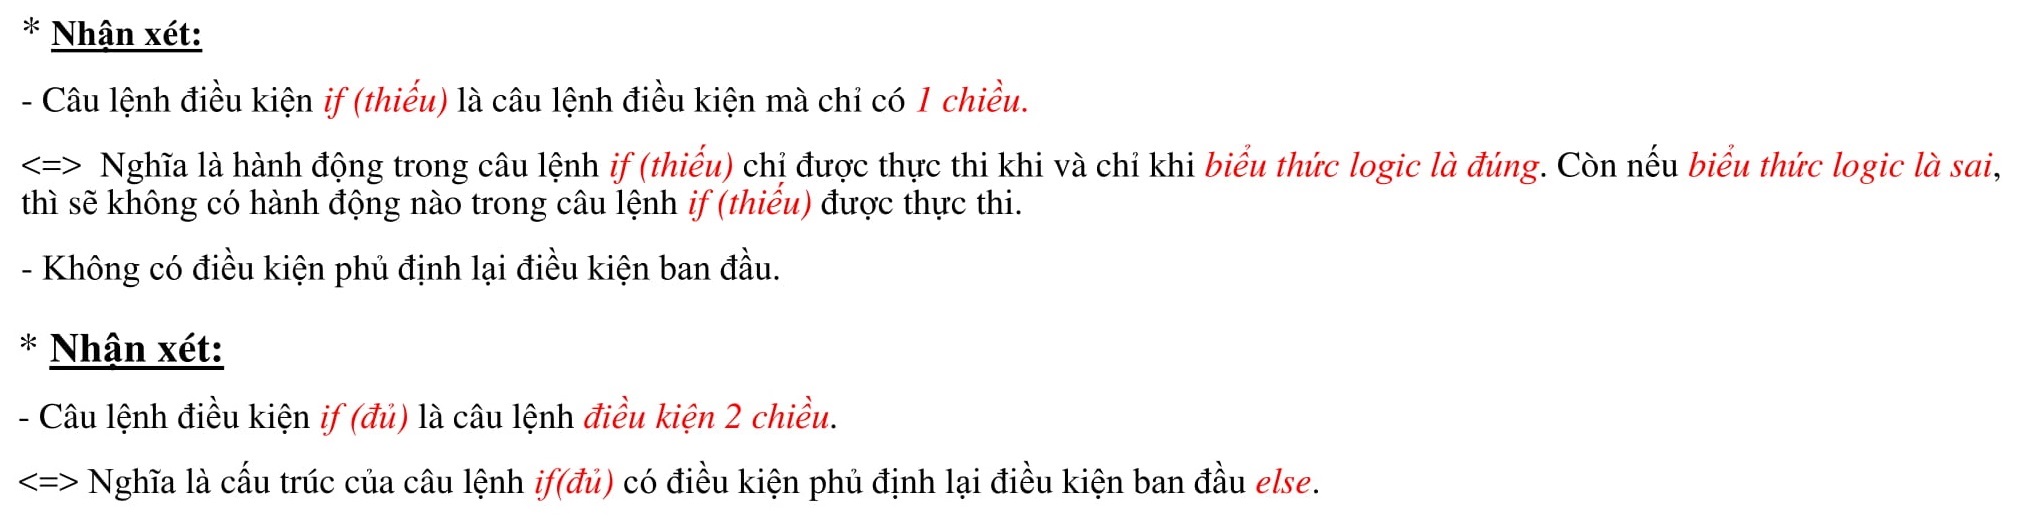 * Nhận xét:
- Câu lệnh điều kiện if (thiếu) là câu lệnh điều kiện mà chỉ có 1 chiều.
<=> Nghĩa là hành động trong câu lệnh if (thiếu) chỉ được thực thi khi và chỉ khi biểu thức logic là đúng. Còn nếu biểu thức logic là sai,
thì sẽ không có hành động nào trong câu lệnh if (thiếu) được thực thi.
- Không có điều kiện phủ định lại điều kiện ban đầu.
* Nhận xét:
- Câu lệnh điều kiện if (đủ) là câu lệnh điều kiện 2 chiều.
<=> Nghĩa là cấu trúc của câu lệnh if(đủ) có điều kiện phủ định lại điều kiện ban đầu else.